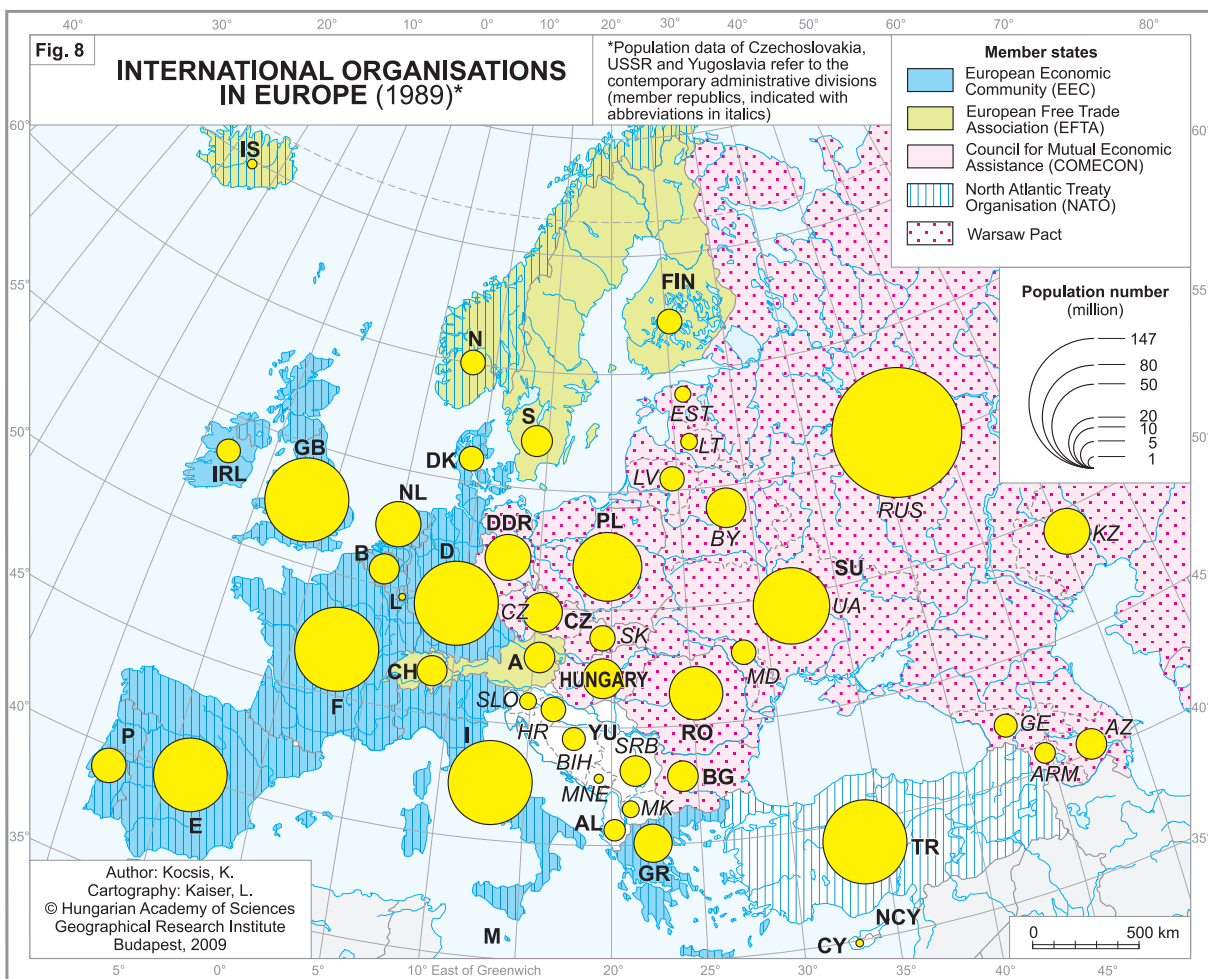 40° 30° 20° 10° 0° 10° 20° 30° 40° 50° 60° 70° 80°
Fig. 8
INTERNATIONAL ORGANISATIONS
IN EUROPE (1989)*
*Population data of Czechoslovakia,
USSR and Yugoslavia refer to the
contemporary administrative divisions
(member republics, indicated with
abbreviations in italics)
Member states
European Economic
Community (EEC)
European Free Trade
Association (EFTA)
Council for Mutual Economic
Assistance (COMECON)
North Atlantic Treaty
Organisation (NATO)
Warsaw Pact
Population number
(million)
147
80
50
20
10
5
1
60°
55°
50°
45°
40°
35°
60°
55°
50°
45°
40°
35°
IS
FIN
N
S
EST
LT
LV
DK
IRL
GB
NL
B
L
D
DDR
PL
BY
RUS
KZ
SU
UA
CZ
CZ
SK
CH
A
HUNGARY
MD
F
SLO
HR
YU
BIH
SRB
MNE
MK
RO
BG
GE
AZ
ARM
P
E
I
AL
GR
TR
M
NCY
CY
Author: Kocsis, K.
Cartography: Kaiser, L.
© Hungarian Academy of Sciences
Geographical Research Institute
Budapest, 2009
0 500 km
5° 0° 5° 10° East of Greenwich 15° 20° 25° 30° 35° 40° 45°